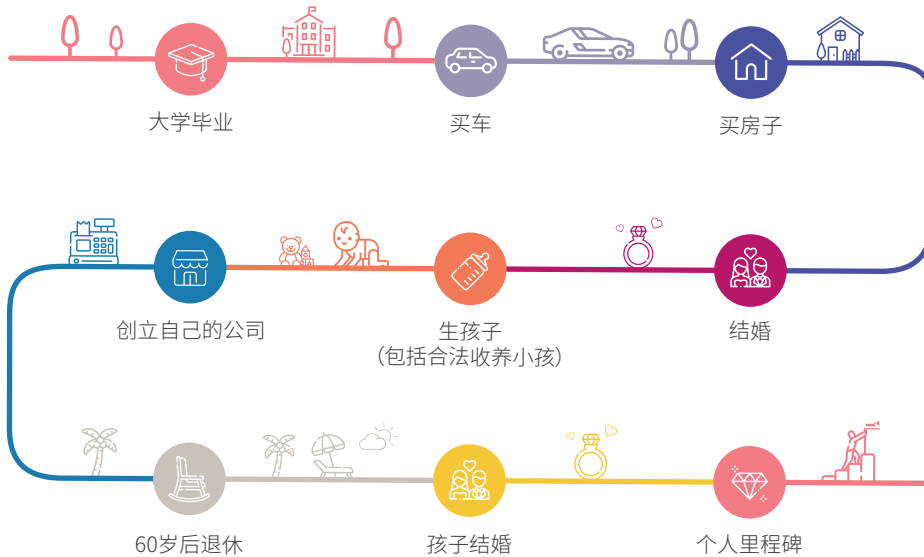 大学毕业
买车
买房子
创立自己的公司
生孩子
（包括合法收养小孩）
结婚
60岁后退休
孩子结婚
个人里程碑